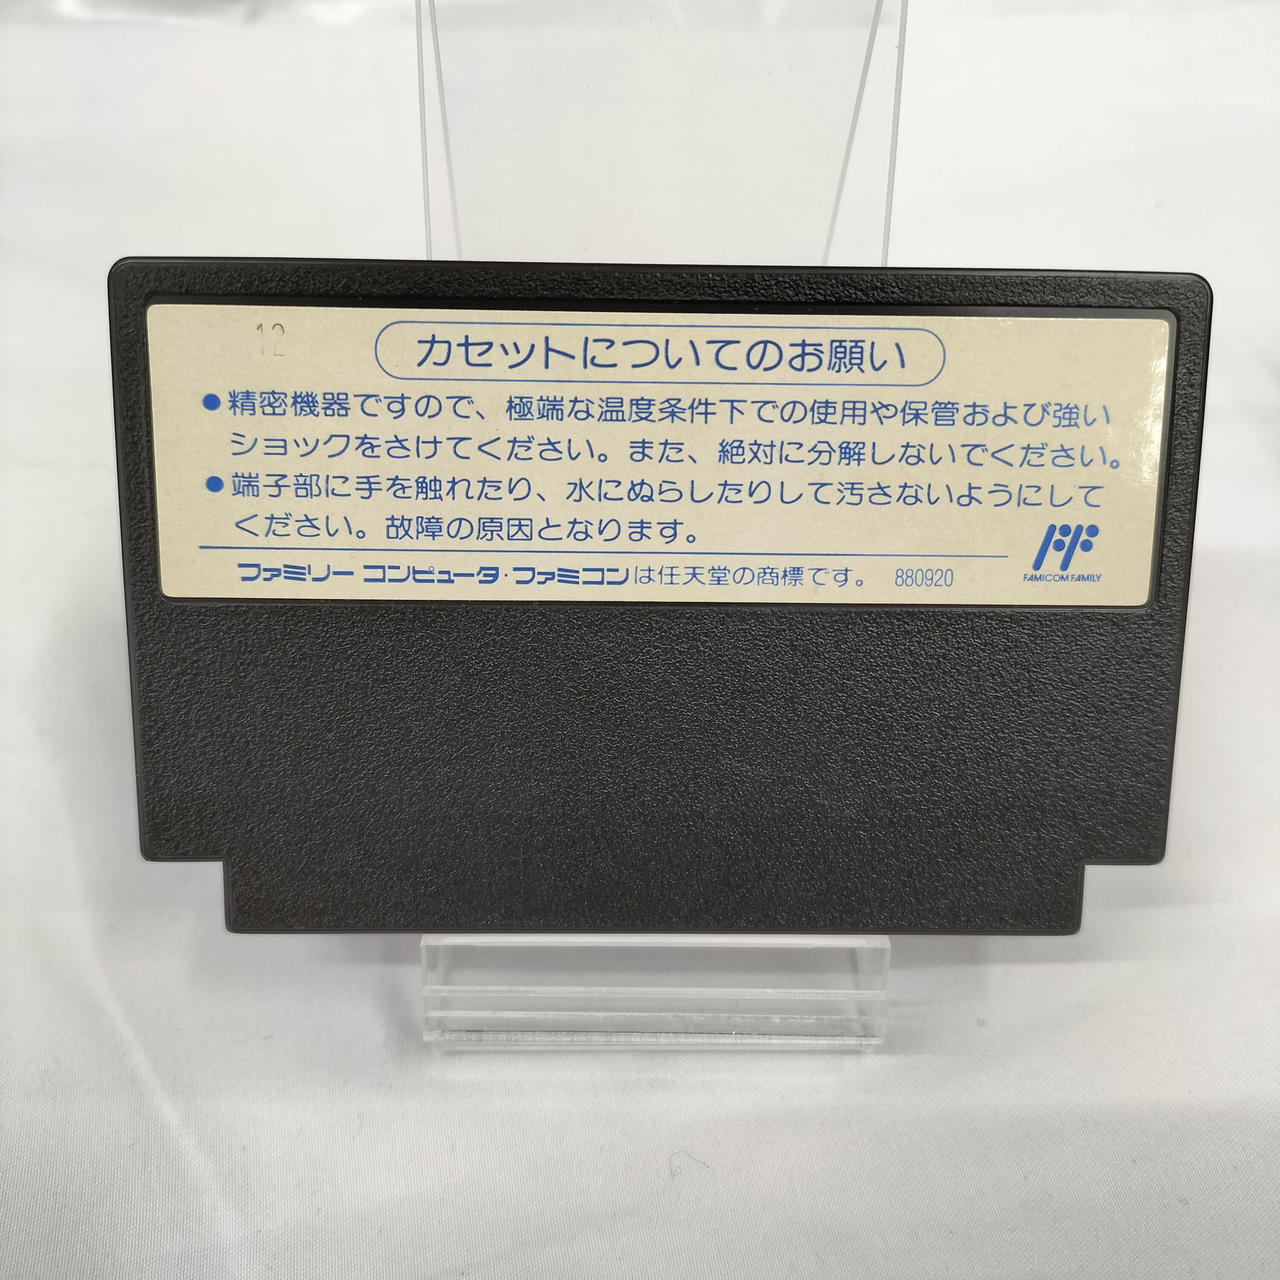 12
カセットについてのお願い
●精密機器ですので、極端な温度条件下での使用や保管および強い
ショックをさけてください。また、絶対に分解しないでください。
●端子部に手を触れたり、水にぬらしたりして汚さないようにして
ください。故障の原因となります。
ファミリーコンピュータ・ファミコンは任天堂の商標です。 880920
FAMICOM FAMILY